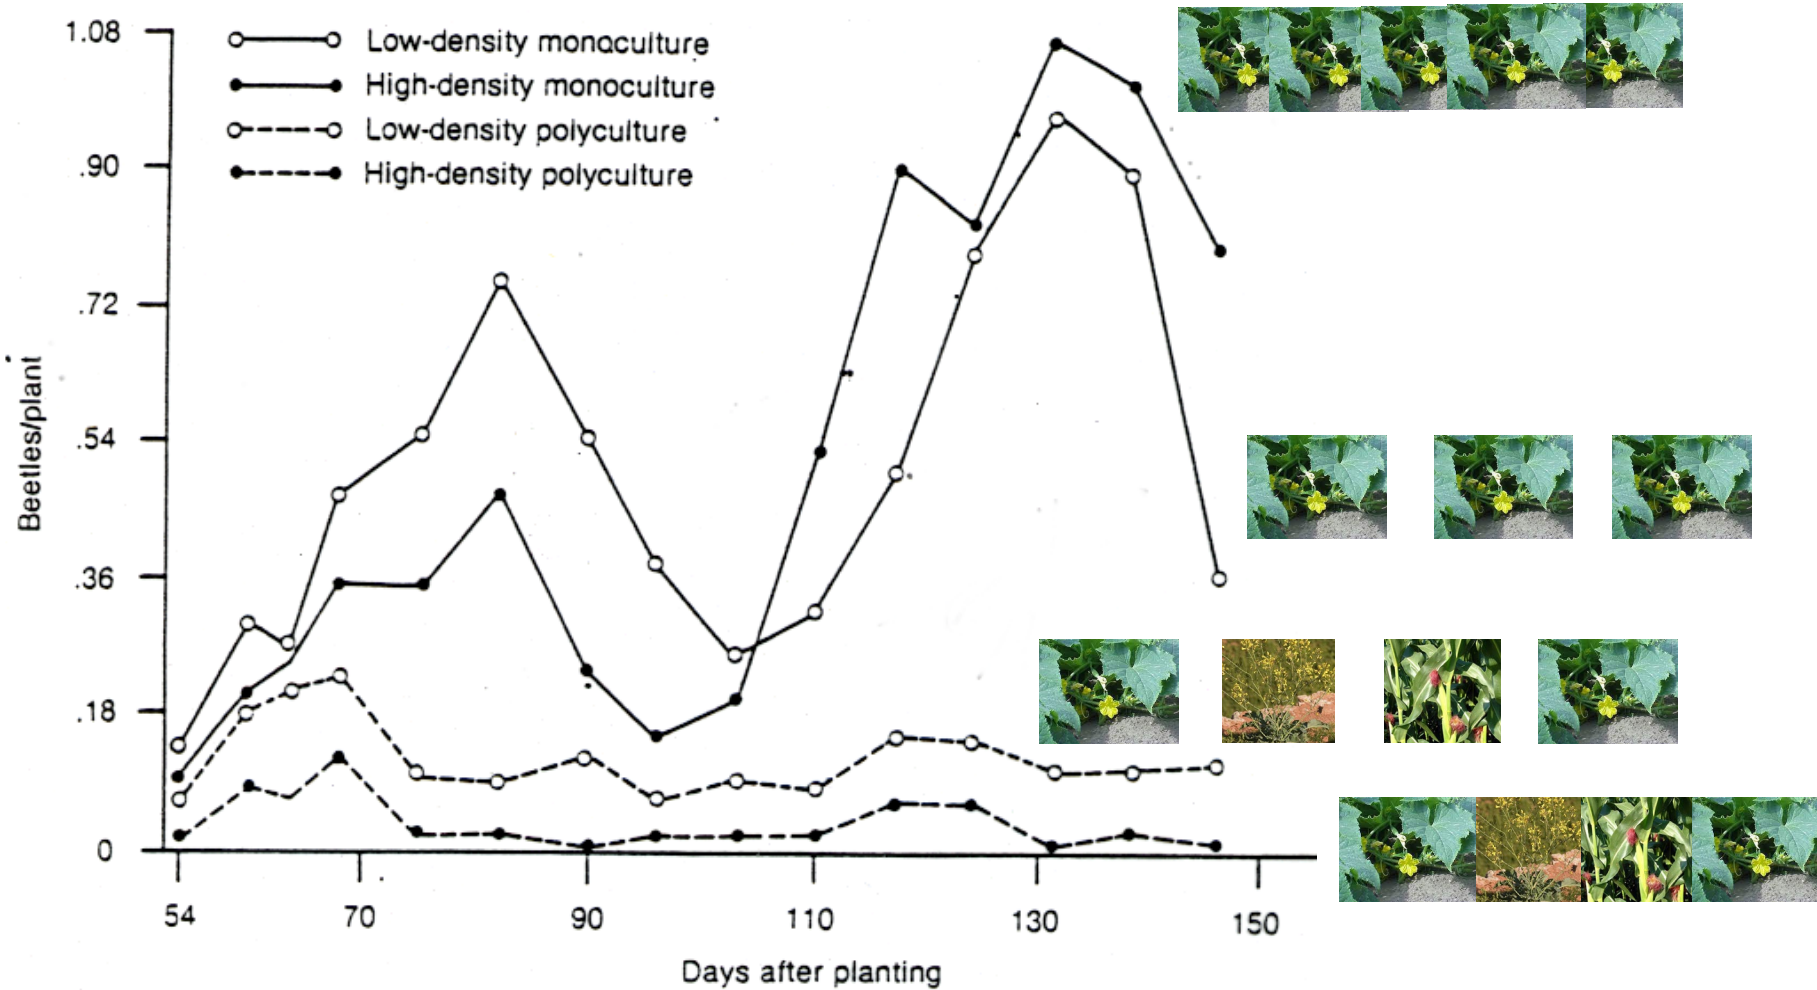 1.08
.90
.72
.54
.36
.18
0
Beetles/plant
Low-density monoculture
High-density monoculture
Low-density polyculture
High-density polyculture
54 70 90 110 130 150
Days after planting